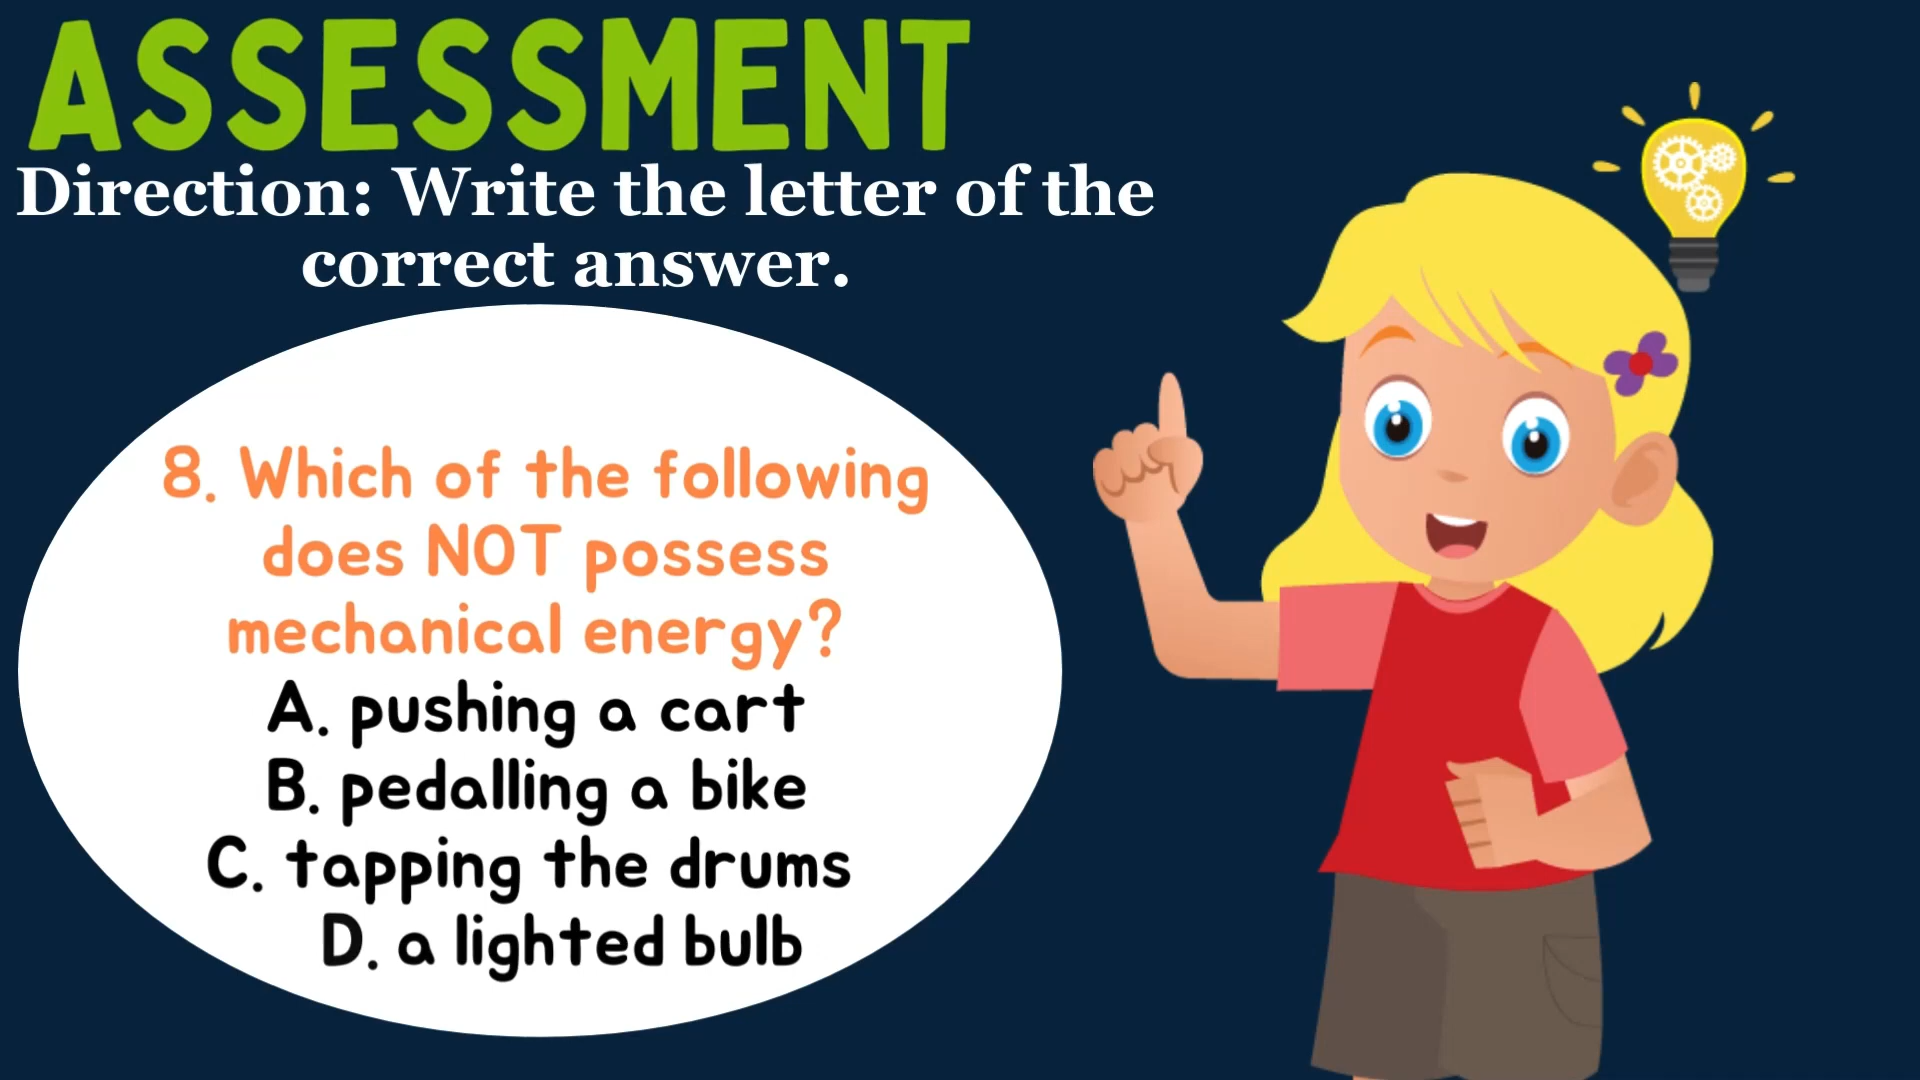 ASSESSMENT
Direction: Write the letter of the
correct answer.
8. Which of the following
does NOT possess
mechanical energy?
A. pushing a cart
B. pedalling a bike
C. tapping the drums
D. a lighted bulb